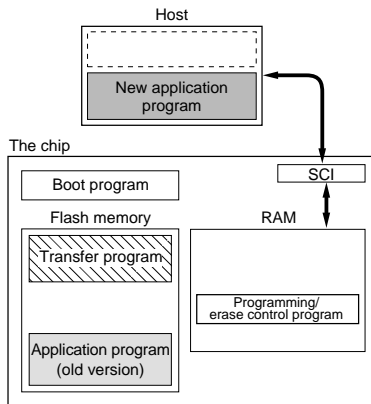 Host
New application
program
The chip
SCI
Boot program
Flash memory
RAM
Transfer program
Programming/
erase control program
Application program
(old version)